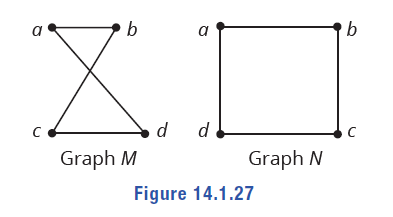 a b a b
c d d c
Graph M Graph N
Figure 14.1.27